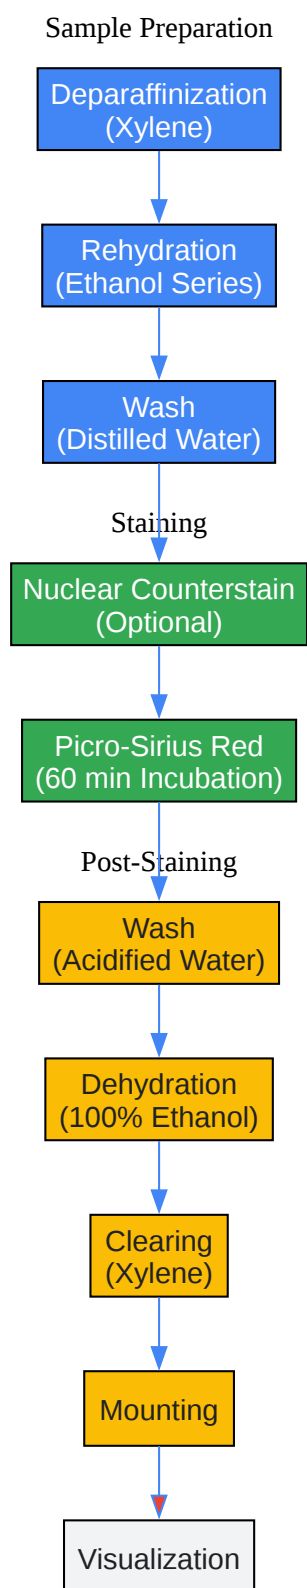 Sample Preparation
Deparaffinization
(Xylene)
Rehydration
(Ethanol Series)
Wash
(Distilled Water)
Staining
Nuclear Counterstain
(Optional)
Picro-Sirius Red
(60 min Incubation)
Post-Staining
Wash
(Acidified Water)
Dehydration
(100% Ethanol)
Clearing
(Xylene)
Mounting
Visualization